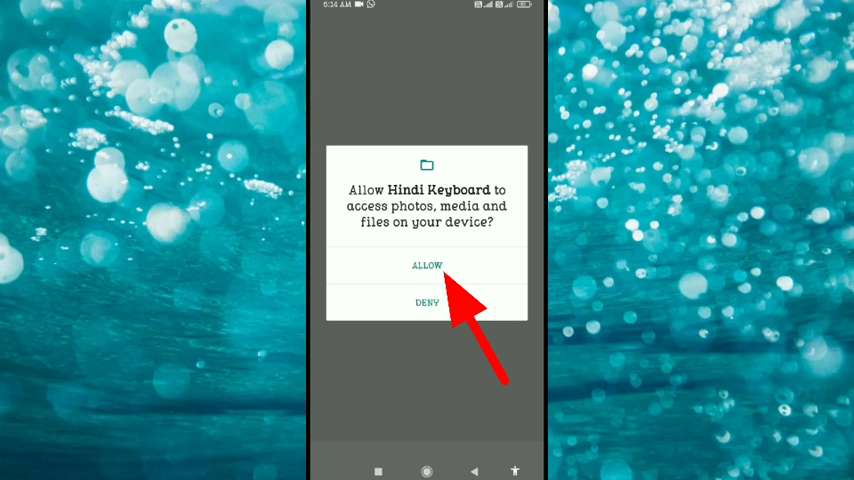 6:14 AM
Allow Hindi Keyboard to
access photos, media and
files on your device?
ALLOW
DENY